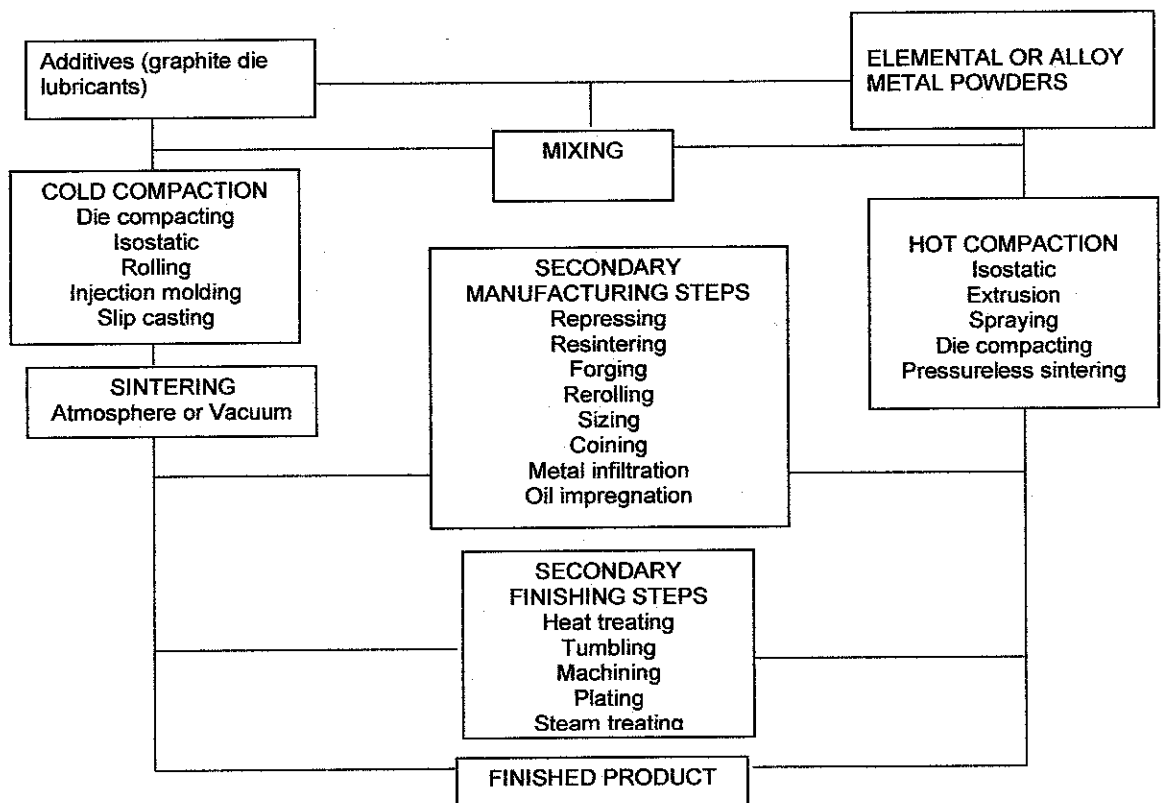 Additives (graphite die
lubricants)
ELEMENTAL OR ALLOY
METAL POWDERS
MIXING
COLD COMPACTION
Die compacting
Isostatic
Rolling
Injection molding
Slip casting
HOT COMPACTION
Isostatic
Extrusion
Spraying
Die compacting
Pressureless sintering
SECONDARY
MANUFACTURING STEPS
Repressing
Resintering
Forging
Rerolling
Sizing
Coining
Metal infiltration
Oil impregnation
SINTERING
Atmosphere or Vacuum
SECONDARY
FINISHING STEPS
Heat treating
Tumbling
Machining
Plating
Steam treating
FINISHED PRODUCT